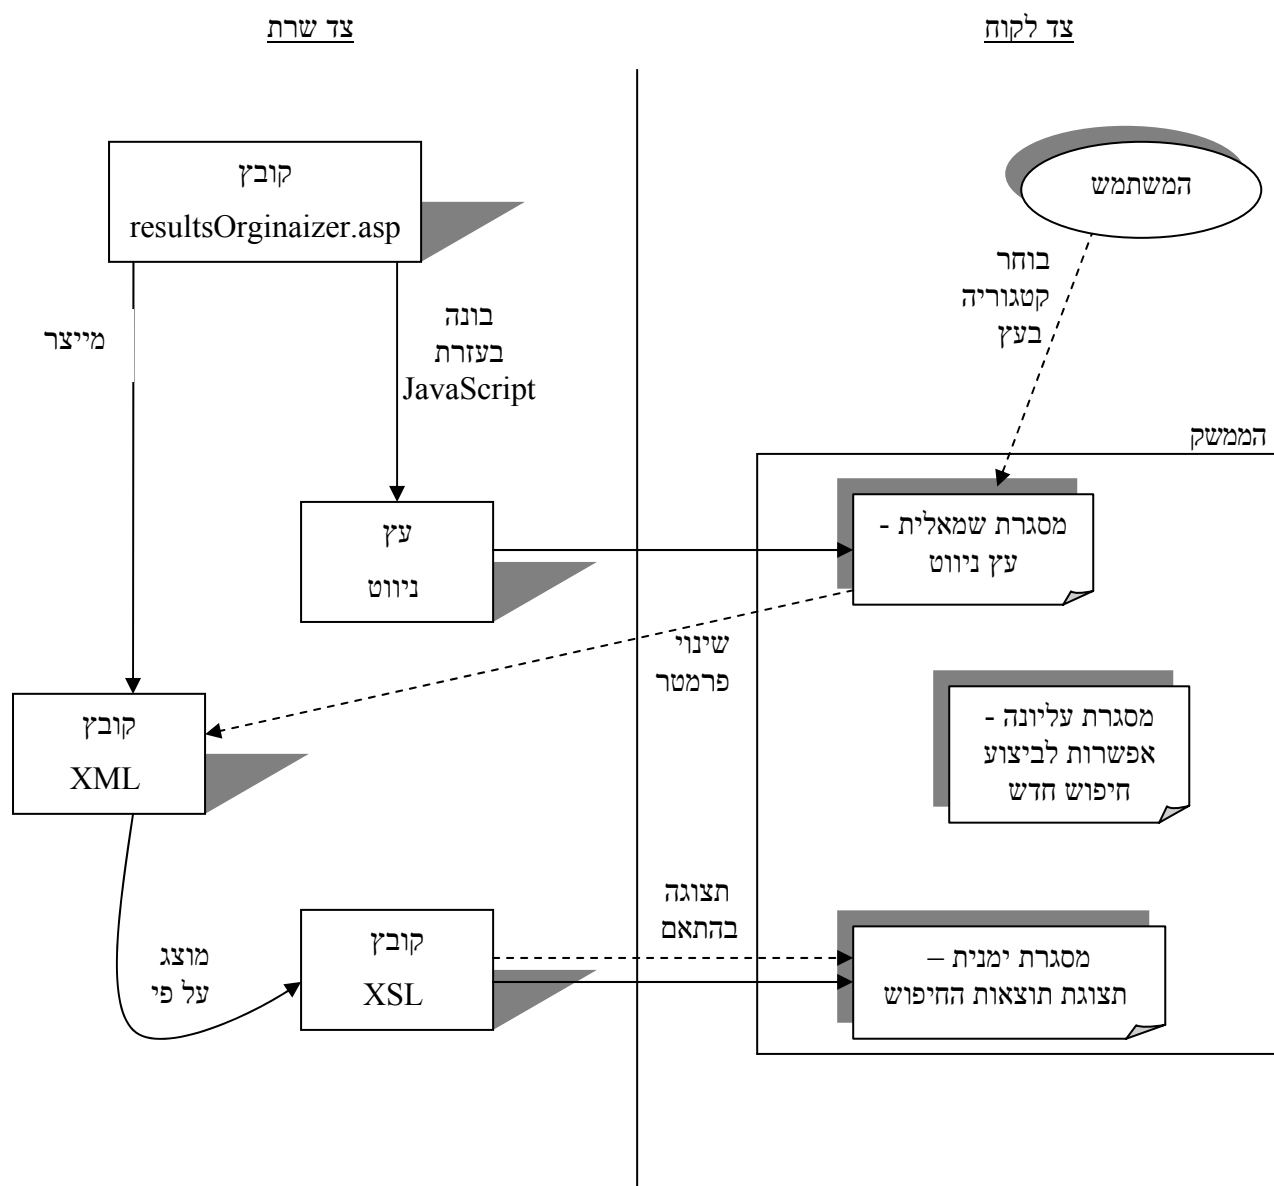 צד לקוח
צד שרת
המשתמש
בוחר
קטגוריה
בעץ
קובץ
resultsOrginaizer.asp
מייצר
בונה
בעזרת
JavaScript
הממשק
מסגרת שמאלית -
עץ ניווט
עץ
ניווט
שינוי
פרמטר
מסגרת עליונה -
אפשרות לביצוע
חיפוש חדש
קובץ
XML
תצוגה
בהתאם
מסגרת ימנית –
תצוגת תוצאות החיפוש
קובץ
XSL
מוצג
על פי